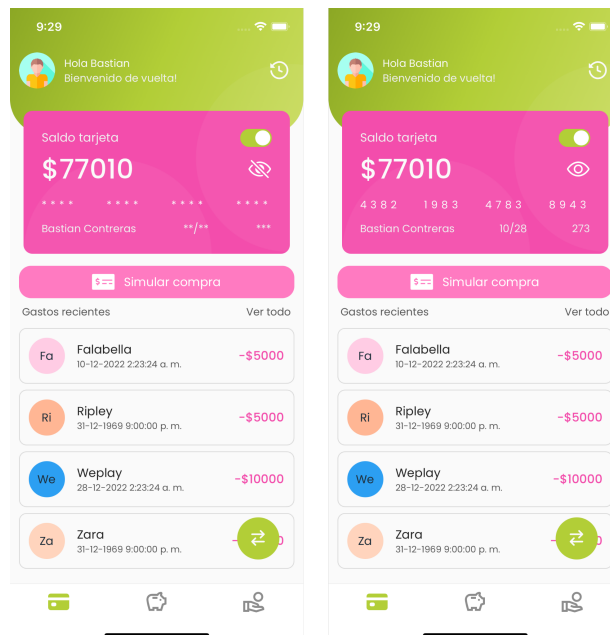 9:29
Hola Bastian
Bienvenido de vuelta!
Saldo tarjeta
$77010
**** **** **** ****
Bastian Contreras **/** ***
$ Simular compra
Gastos recientes Ver todo
Fa Falabella -$5000
10-12-2022 2:23:24 a. m.
Ri Ripley -$5000
31-12-1969 9:00:00 p. m.
We Weplay -$10000
28-12-2022 2:23:24 a. m.
Za Zara
31-12-1969 9:00:00 p. m.
9:29
Hola Bastian
Bienvenido de vuelta!
Saldo tarjeta
$77010
4382 1983 4783 8943
Bastian Contreras 10/28 273
$ Simular compra
Gastos recientes Ver todo
Fa Falabella -$5000
10-12-2022 2:23:24 a. m.
Ri Ripley -$5000
31-12-1969 9:00:00 p. m.
We Weplay -$10000
28-12-2022 2:23:24 a. m.
Za Zara
31-12-1969 9:00:00 p. m.